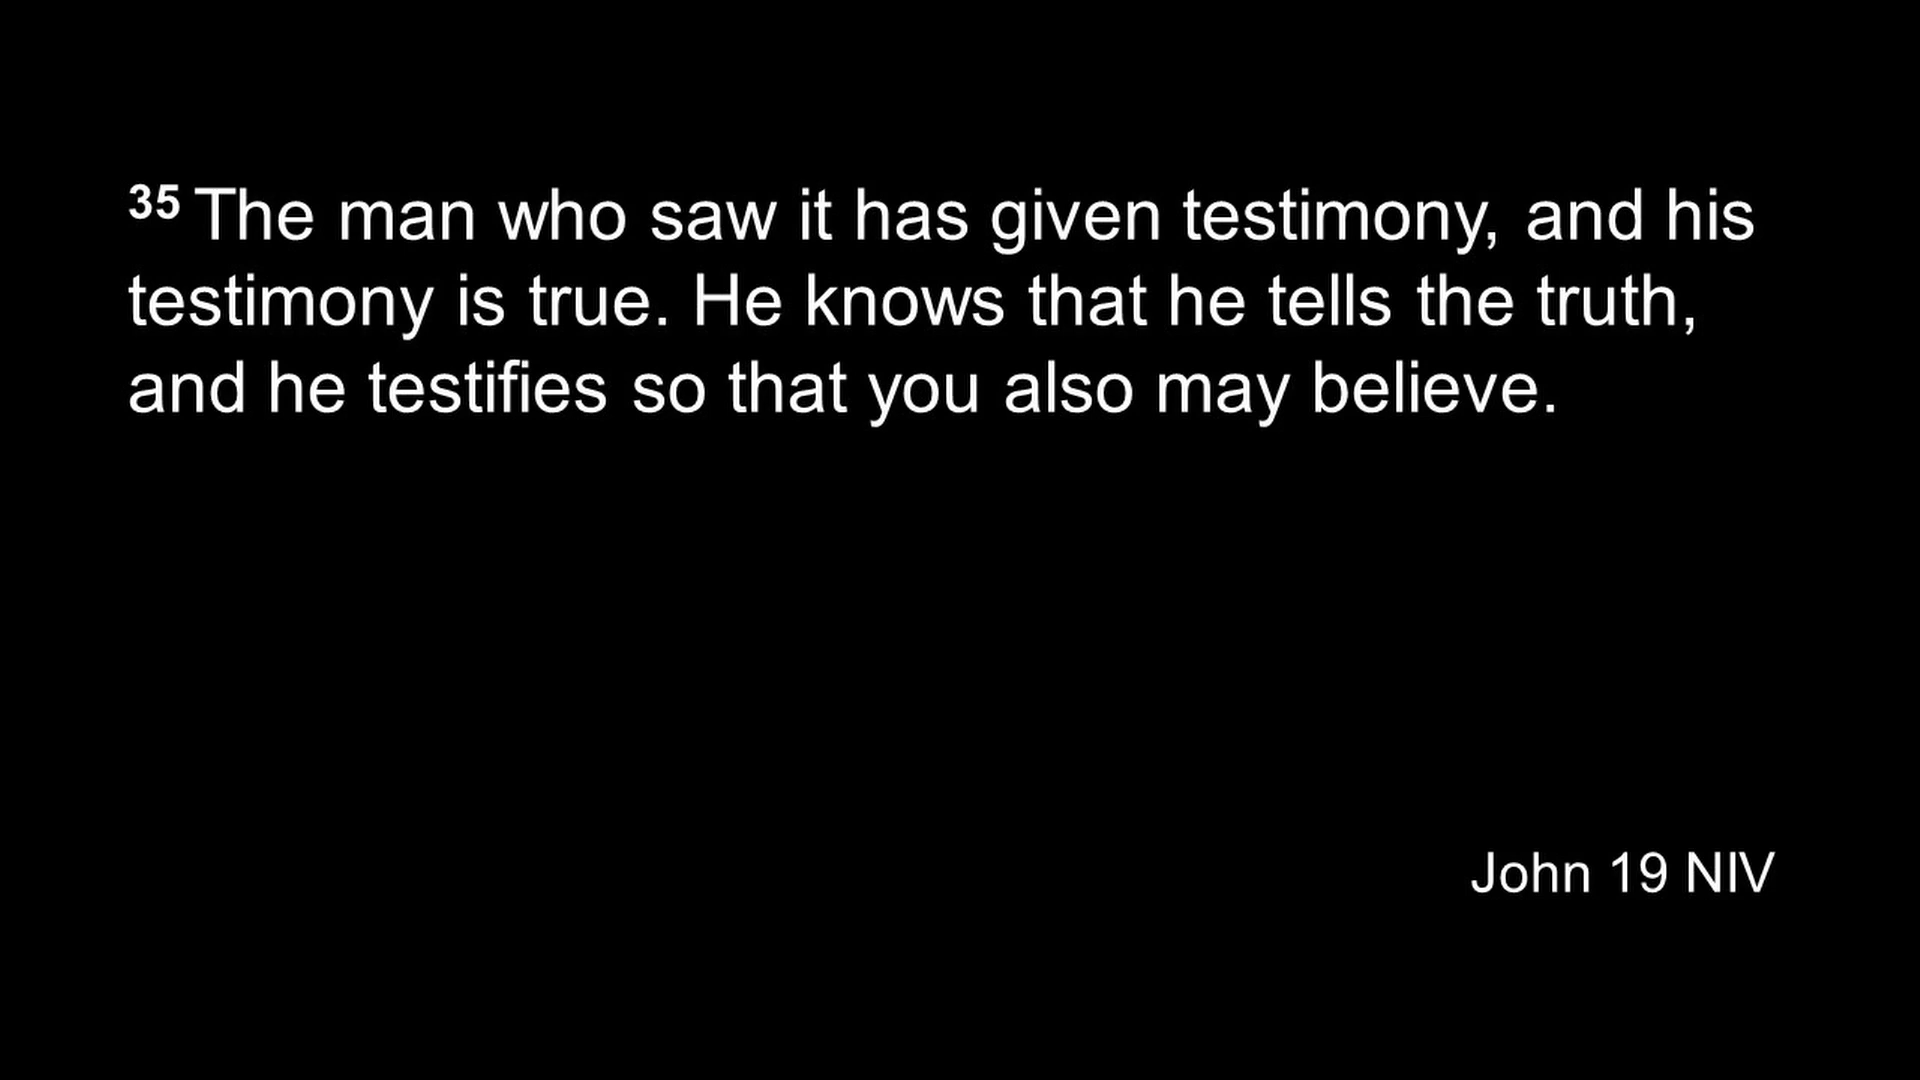 35 The man who saw it has given testimony, and his
testimony is true. He knows that he tells the truth,
and he testifies so that you also may believe.
John 19 NIV